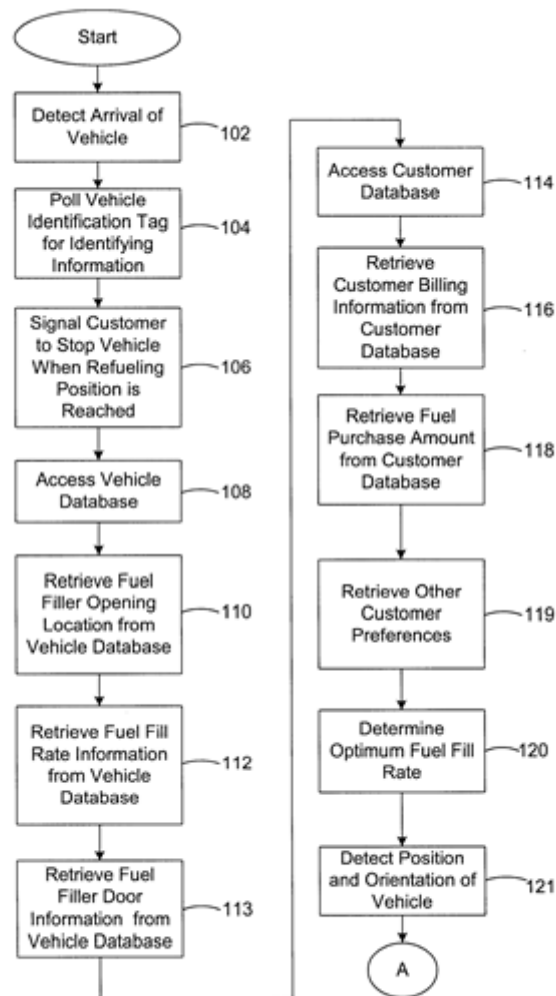 Start
Detect Arrival of
Vehicle
102
Poll Vehicle
Identification Tag
for Identifying
Information
104
Signal Customer
to Stop Vehicle
When Refueling
Position is
Reached
106
Access Vehicle
Database
108
Retrieve Fuel
Filler Opening
Location from
Vehicle Database
110
Retrieve Fuel Fill
Rate Information
from Vehicle
Database
112
Retrieve Fuel
Filler Door
Information from
Vehicle Database
113
Access Customer
Database
114
Retrieve
Customer Billing
Information from
Customer
Database
116
Retrieve Fuel
Purchase Amount
from Customer
Database
118
Retrieve Other
Customer
Preferences
119
Determine
Optimum Fuel Fill
Rate
120
Detect Position
and Orientation of
Vehicle
121
A